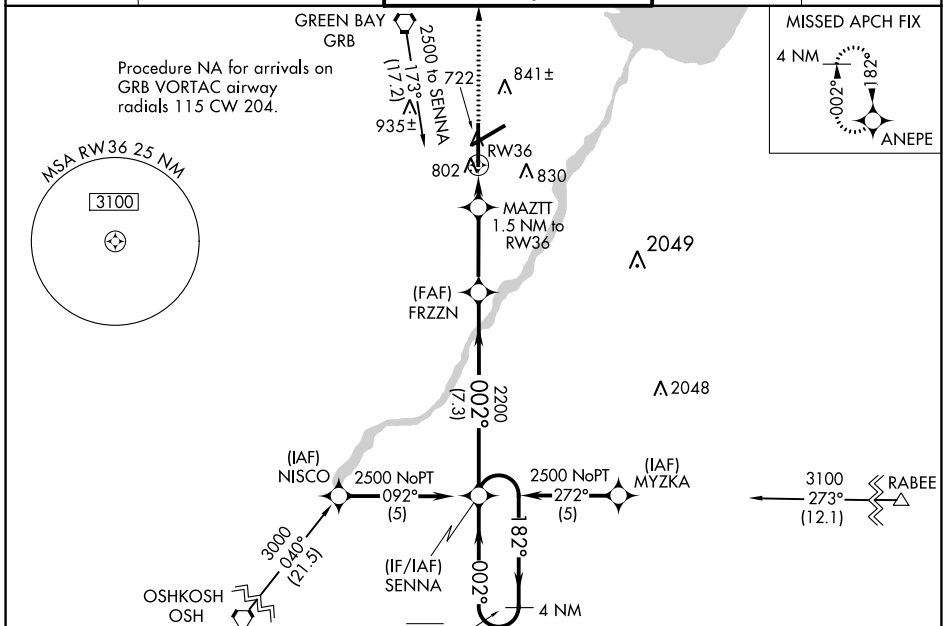 GREEN BAY
GRB
Procedure NA for arrivals on
GRB VORTAC airway
radials 115 CW 204.
MSA RW36 25 NM
3100
2500 to SENNA
173°
(17.2)
935±
722
841±
RW36
802
830
MAZTT
1.5 NM to
RW36
MISSED APCH FIX
4 NM
002°
182°
ANEPE
2049
(FAF)
FRZZN
2200
002°
(7.3)
2048
(IAF)
NISCO
2500 NoPT
092°
(5)
2500 NoPT
272°
(5)
(IAF)
MYZKA
3100
273°
(12.1)
RABEE
3000
040°
(21.5)
OSHKOSH
OSH
(IF/IAF)
SENNA
002°
182°
4 NM